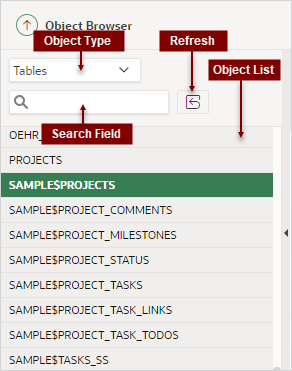 Object Browser
Object Type
Refresh
Tables
Object List
Search Field
OEHR_
PROJECTS
SAMPLE$PROJECTS
SAMPLE$PROJECT_COMMENTS
SAMPLE$PROJECT_MILESTONES
SAMPLE$PROJECT_STATUS
SAMPLE$PROJECT_TASKS
SAMPLE$PROJECT_TASK_LINKS
SAMPLE$PROJECT_TASK_TODOS
SAMPLE$TASKS_SS